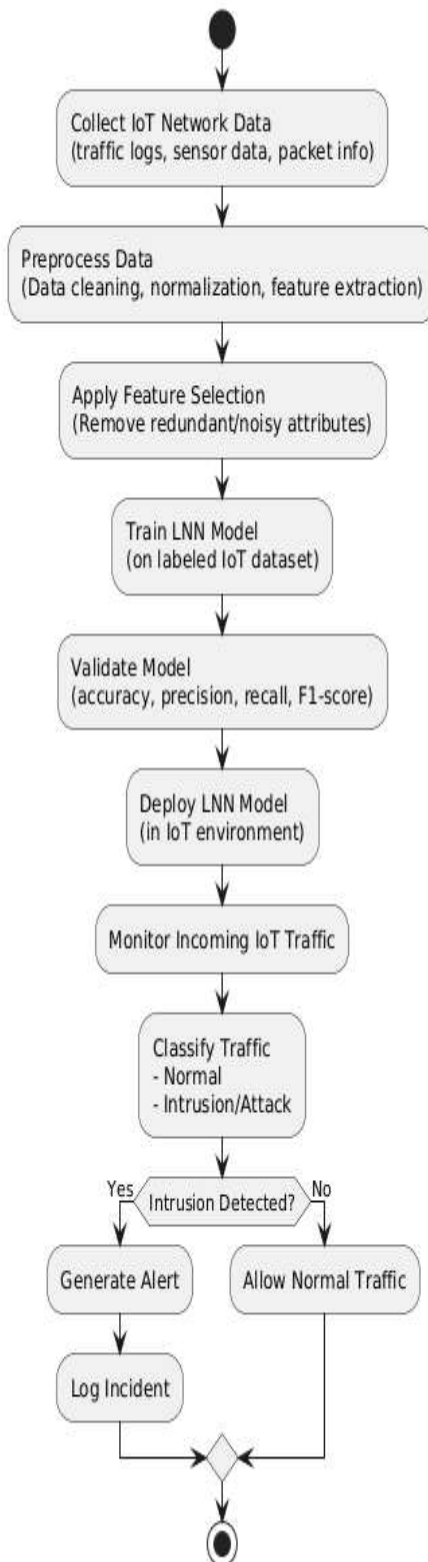 Collect IoT Network Data
(traffic logs, sensor data, packet info)
Preprocess Data
(Data cleaning, normalization, feature extraction)
Apply Feature Selection
(Remove redundant/noisy attributes)
Train LNN Model
(on labeled IoT dataset)
Validate Model
(accuracy, precision, recall, F1-score)
Deploy LNN Model
(in IoT environment)
Monitor Incoming IoT Traffic
Classify Traffic
- Normal
- Intrusion/Attack
Yes
Intrusion Detected?
No
Generate Alert
Allow Normal Traffic
Log Incident